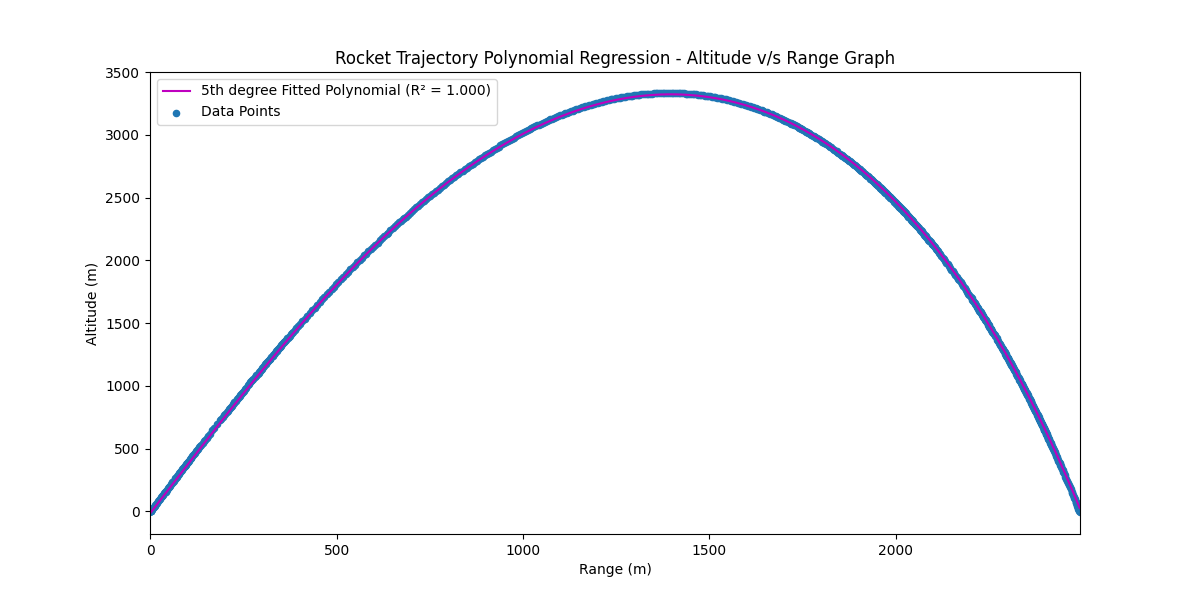 Rocket Trajectory Polynomial Regression - Altitude v/s Range Graph
5th degree Fitted Polynomial (R² = 1.000)
Data Points
3500
3000
2500
2000
1500
1000
500
0
Altitude (m)
0 500 1000 1500 2000
Range (m)